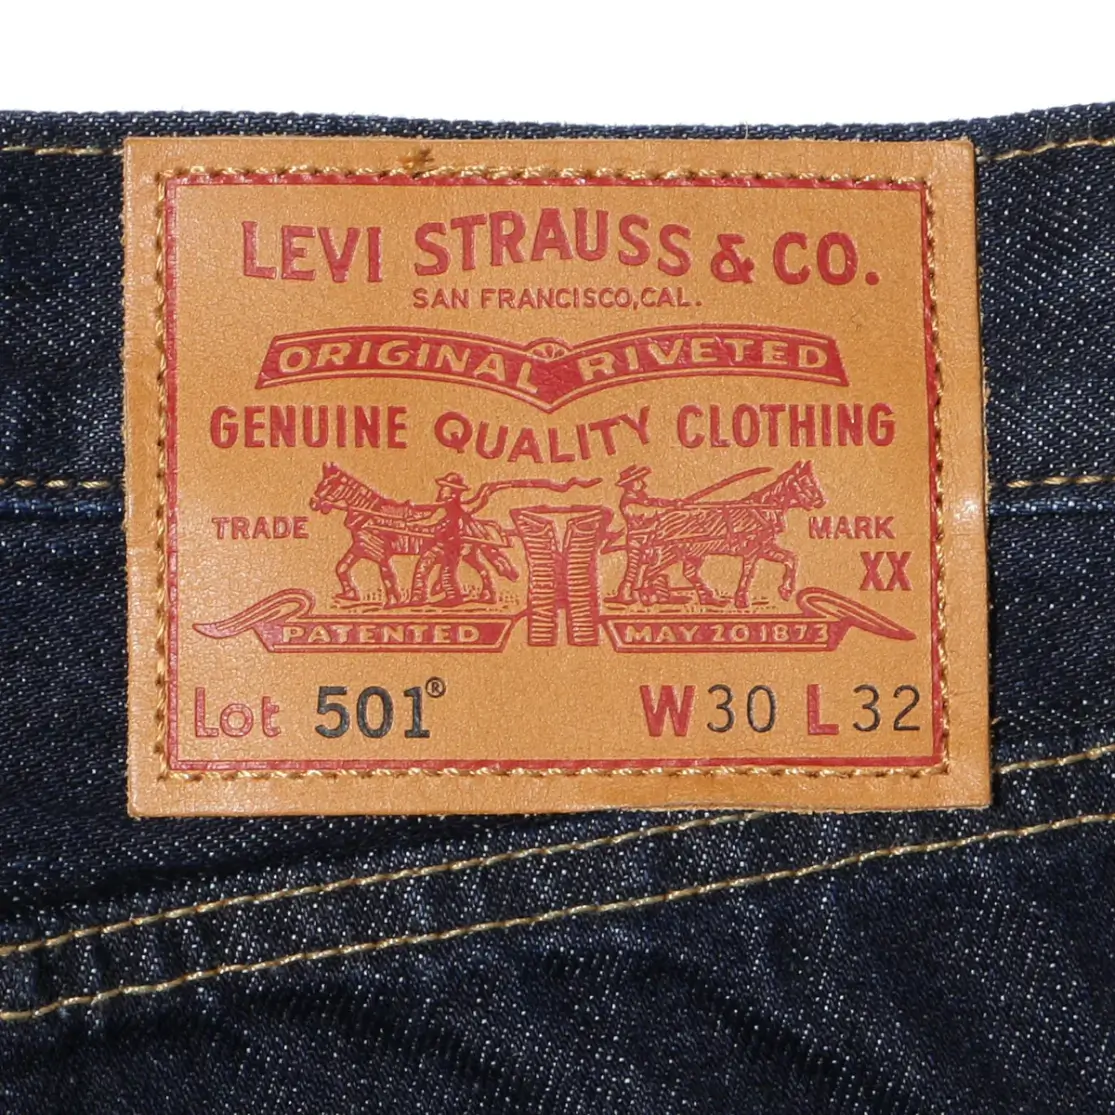 LEVI STRAUSS & CO.
SAN FRANCISCO, CAL.
ORIGINAL RIVETED
GENUINE QUALITY CLOTHING
TRADE MARK
XX
PATENTED MAY 20 1873
Lot 501® W30 L32